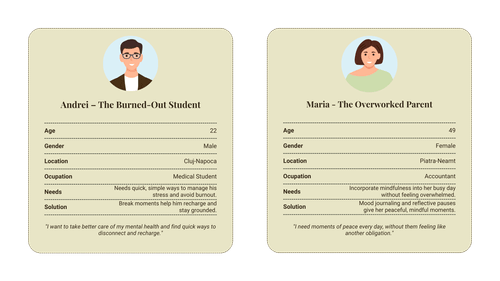 Andrei – The Burned-Out Student
Age 22
Gender Male
Location Cluj-Napoca
Ocupation Medical Student
Needs Needs quick, simple ways to manage his
stress and avoid burnout.
Solution Break moments help him recharge and
stay grounded.
"I want to take better care of my mental health and find quick ways to
disconnect and recharge."
Maria - The Overworked Parent
Age 49
Gender Female
Location Piatra-Neamt
Ocupation Accountant
Needs Incorporate mindfulness into her busy day
without feeling overwhelmed.
Solution Mood journaling and reflective pauses
give her peaceful, mindful moments.
"I need moments of peace every day, without them feeling like
another obligation."